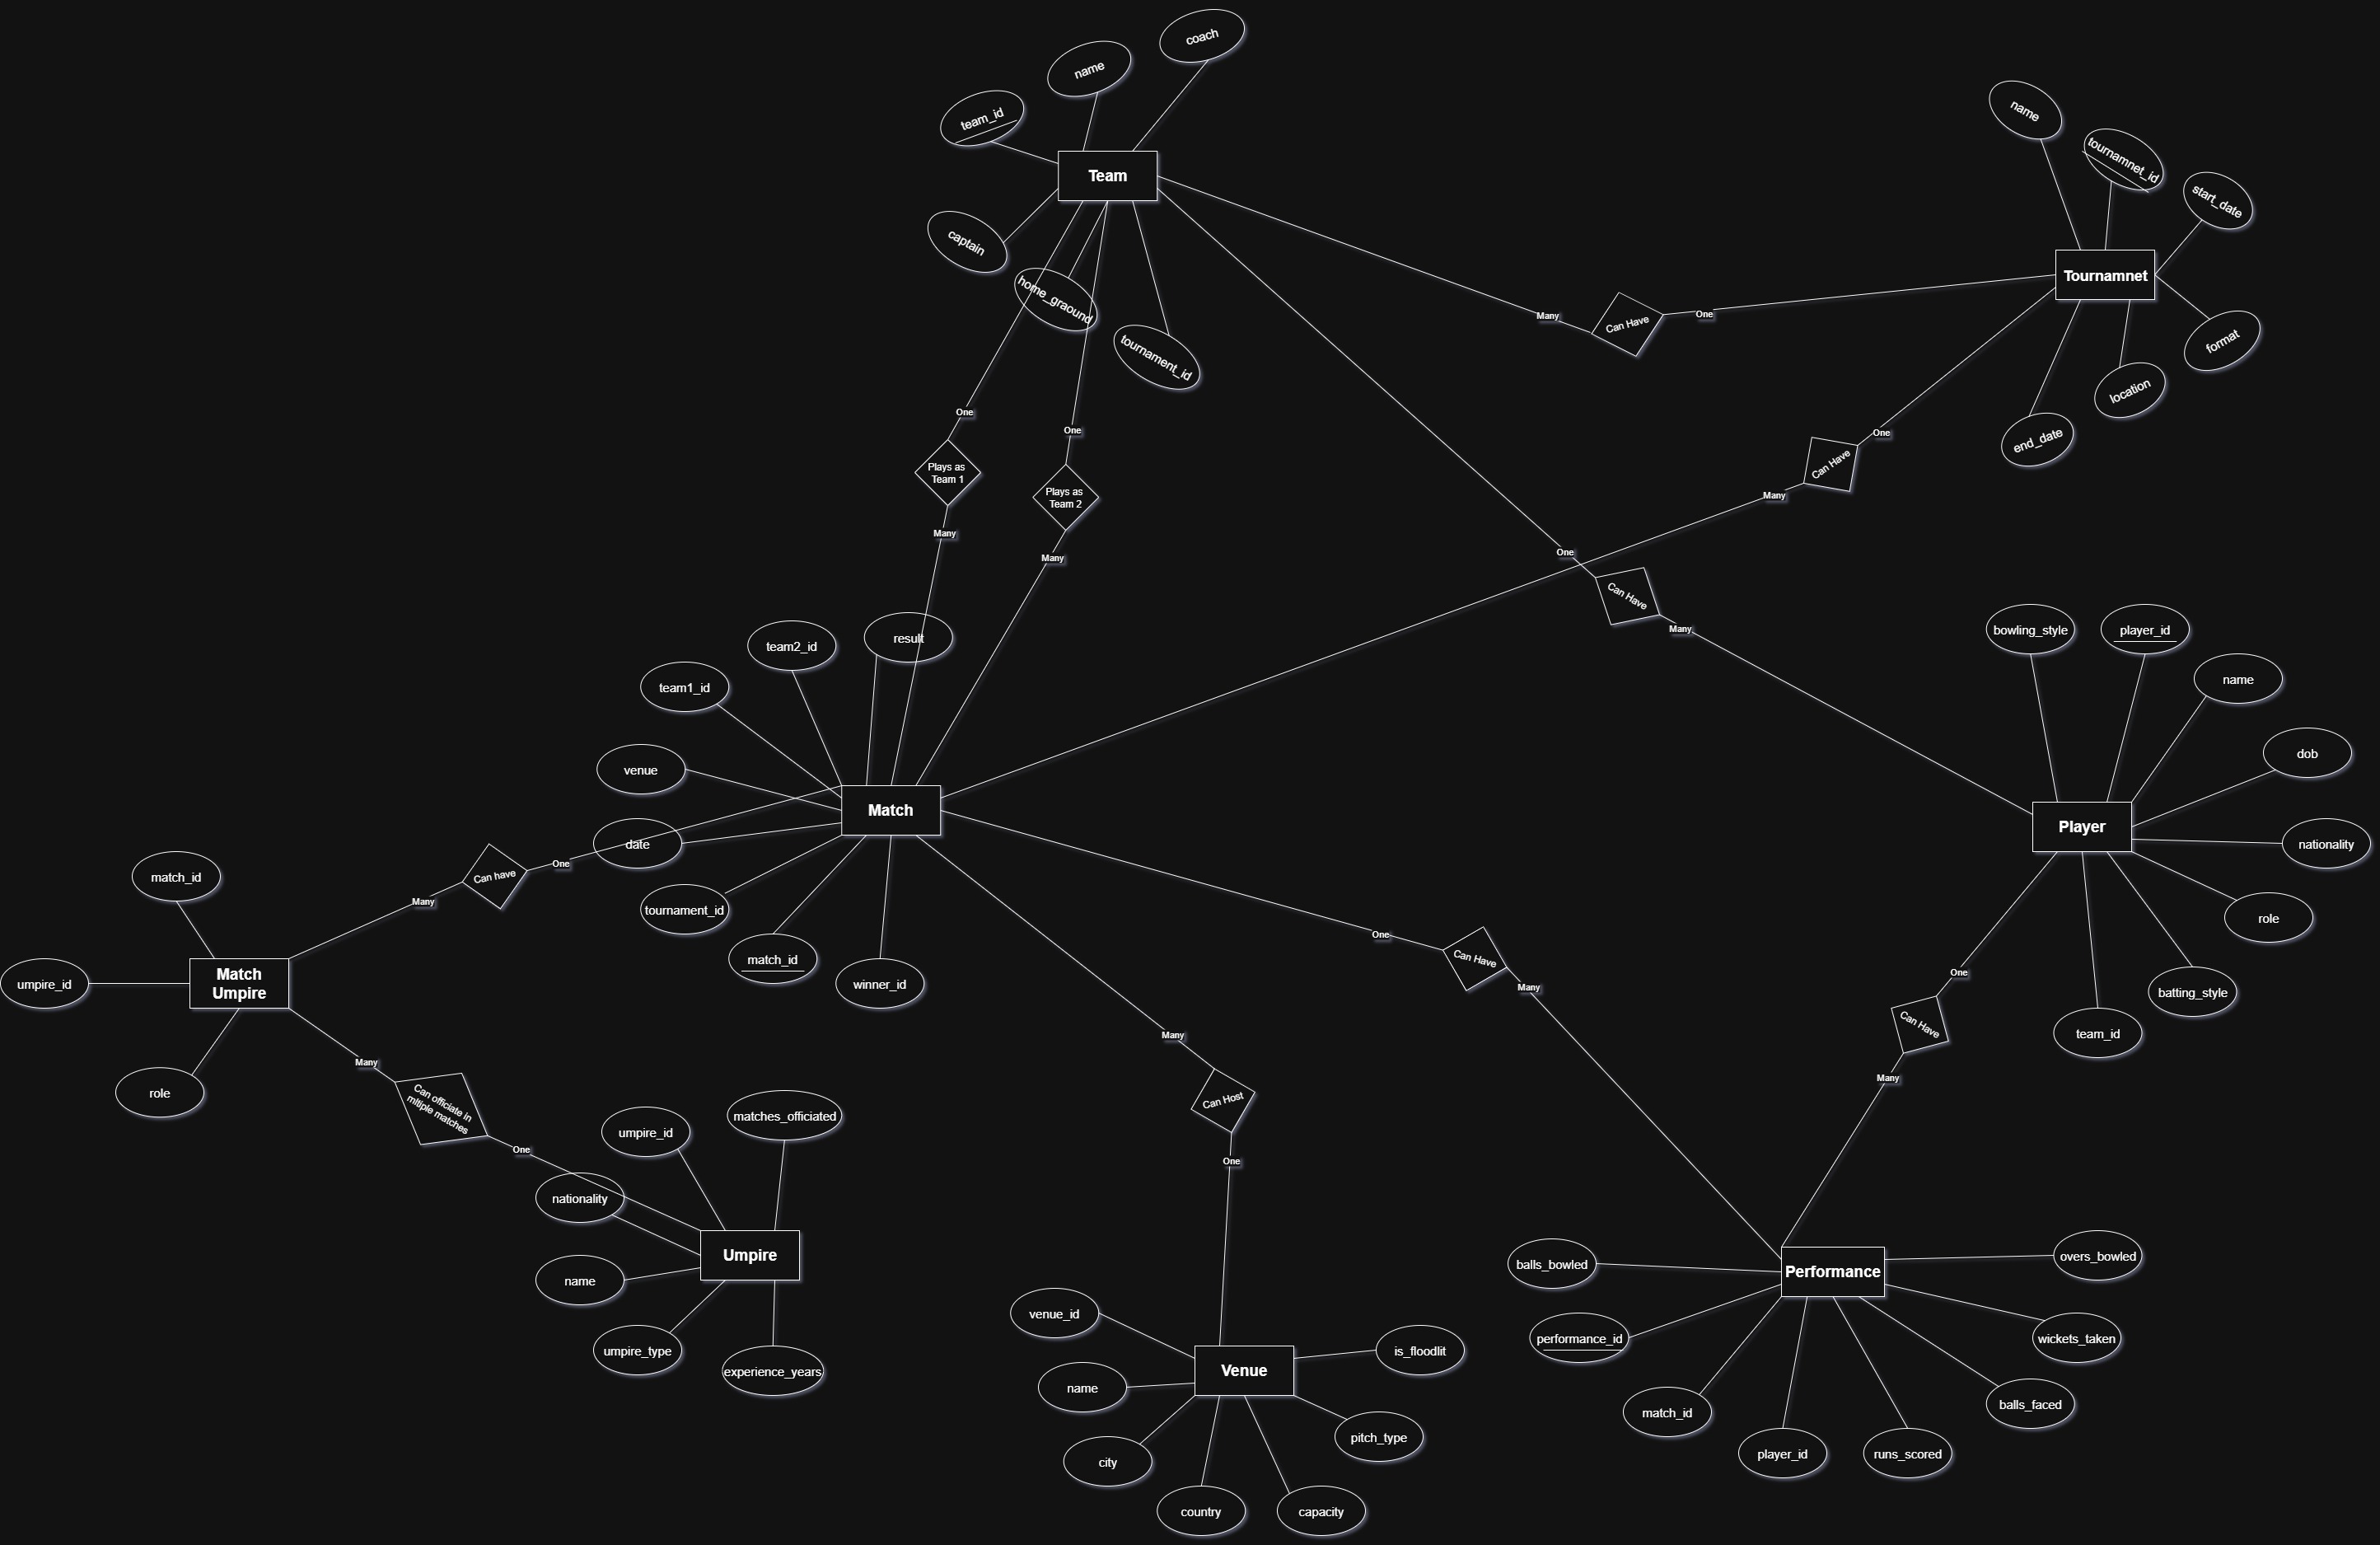 coach
name
team_id
Team
captain
home_graound
tournament_id
name
tournamnet_id
start_date
Tournamnet
format
location
end_date
Many
Can Have
One
One
Can Have
Many
One
Plays as
Team 1
Many
One
Plays as
Team 2
Many
One
Can Have
Many
result
team2_id
team1_id
venue
date
tournament_id
match_id
winner_id
Match
bowling_style
player_id
name
dob
nationality
role
batting_style
team_id
Player
One
Can have
Many
match_id
umpire_id
role
Match
Umpire
Many
Can officiate in
mltiple matches
One
umpire_id
matches_officiated
nationality
name
umpire_type
experience_years
Umpire
One
Can Have
Many
Many
Can Host
One
One
Can Have
Many
venue_id
name
city
country
capacity
pitch_type
is_floodlit
Venue
balls_bowled
performance_id
match_id
player_id
runs_scored
balls_faced
wickets_taken
overs_bowled
Performance